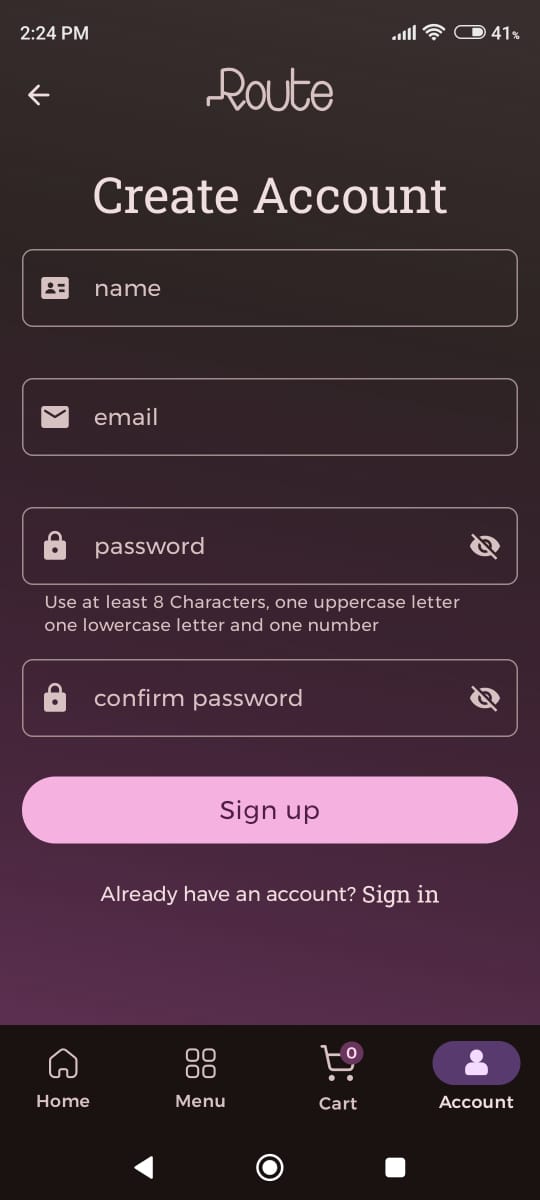 2:24 PM
41%
Route
Create Account
name
email
password
Use at least 8 Characters, one uppercase letter
one lowercase letter and one number
confirm password
Sign up
Already have an account? Sign in
0
Home
Menu
Cart
Account